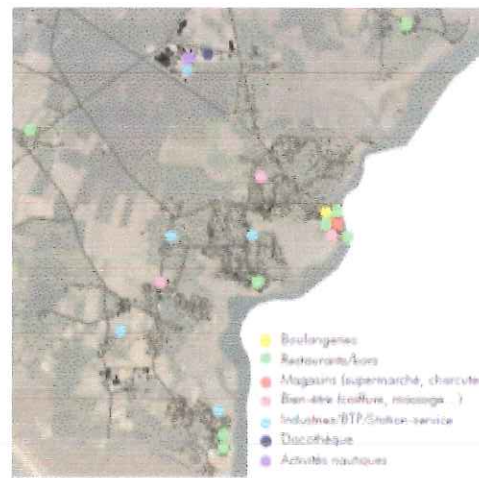 Boulangeries
Restaurants/bars
Magasins (supermarché, charcute
Bien-être (coiffure, massage...)
Industries/BTP/Station-service
Discothèque
Activités nautiques